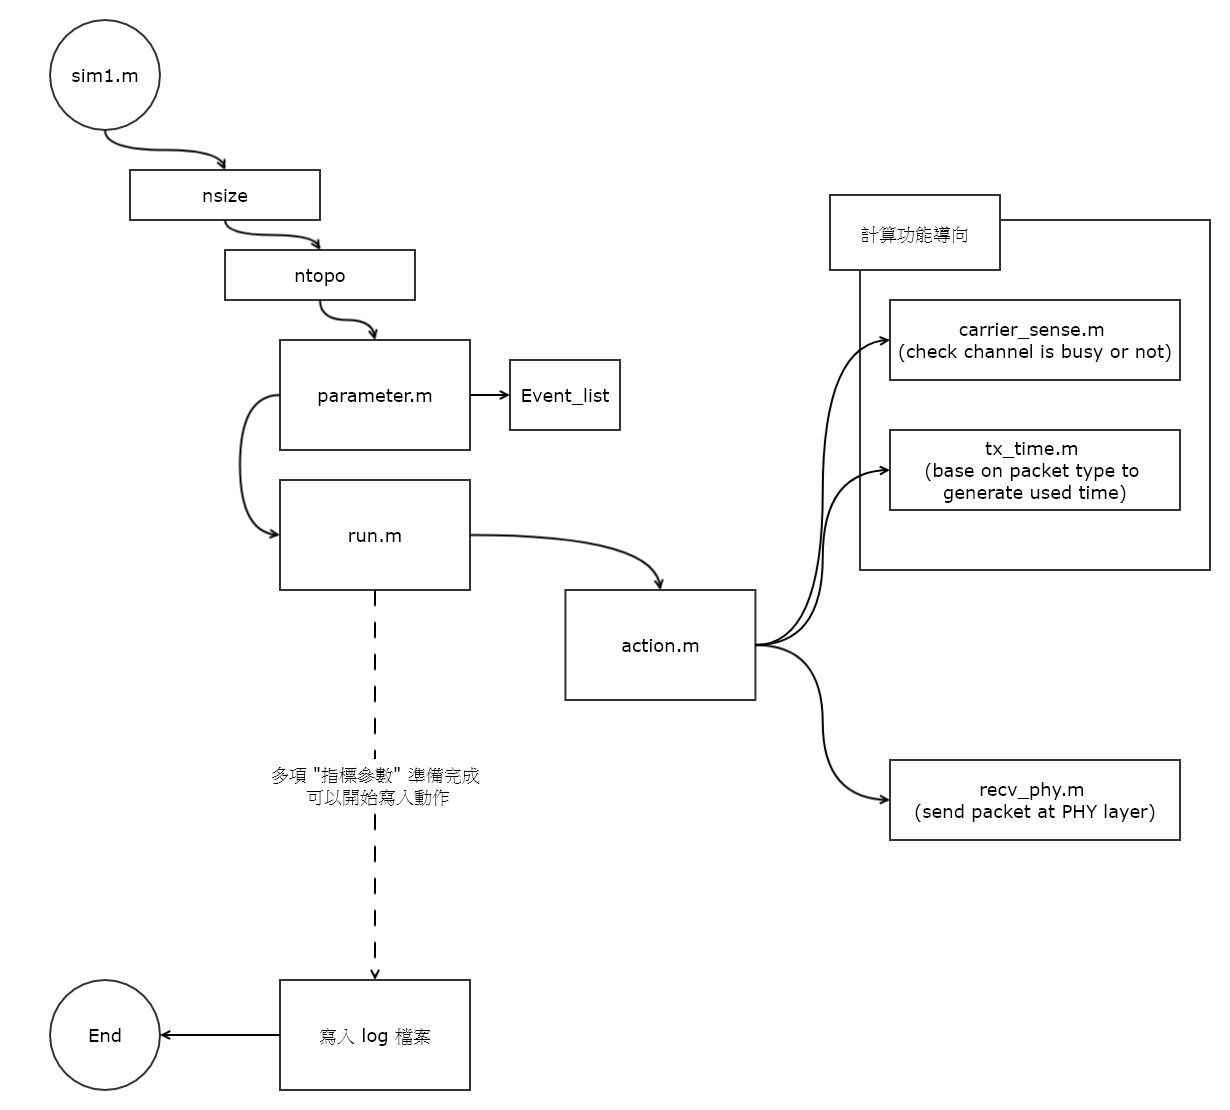 sim1.m
nsize
ntopo
parameter.m
Event_list
run.m
action.m
計算功能導向
carrier_sense.m
(check channel is busy or not)
tx_time.m
(base on packet type to
generate used time)
recv_phy.m
(send packet at PHY layer)
多項 "指標參數" 準備完成
可以開始寫入動作
寫入 log 檔案
End